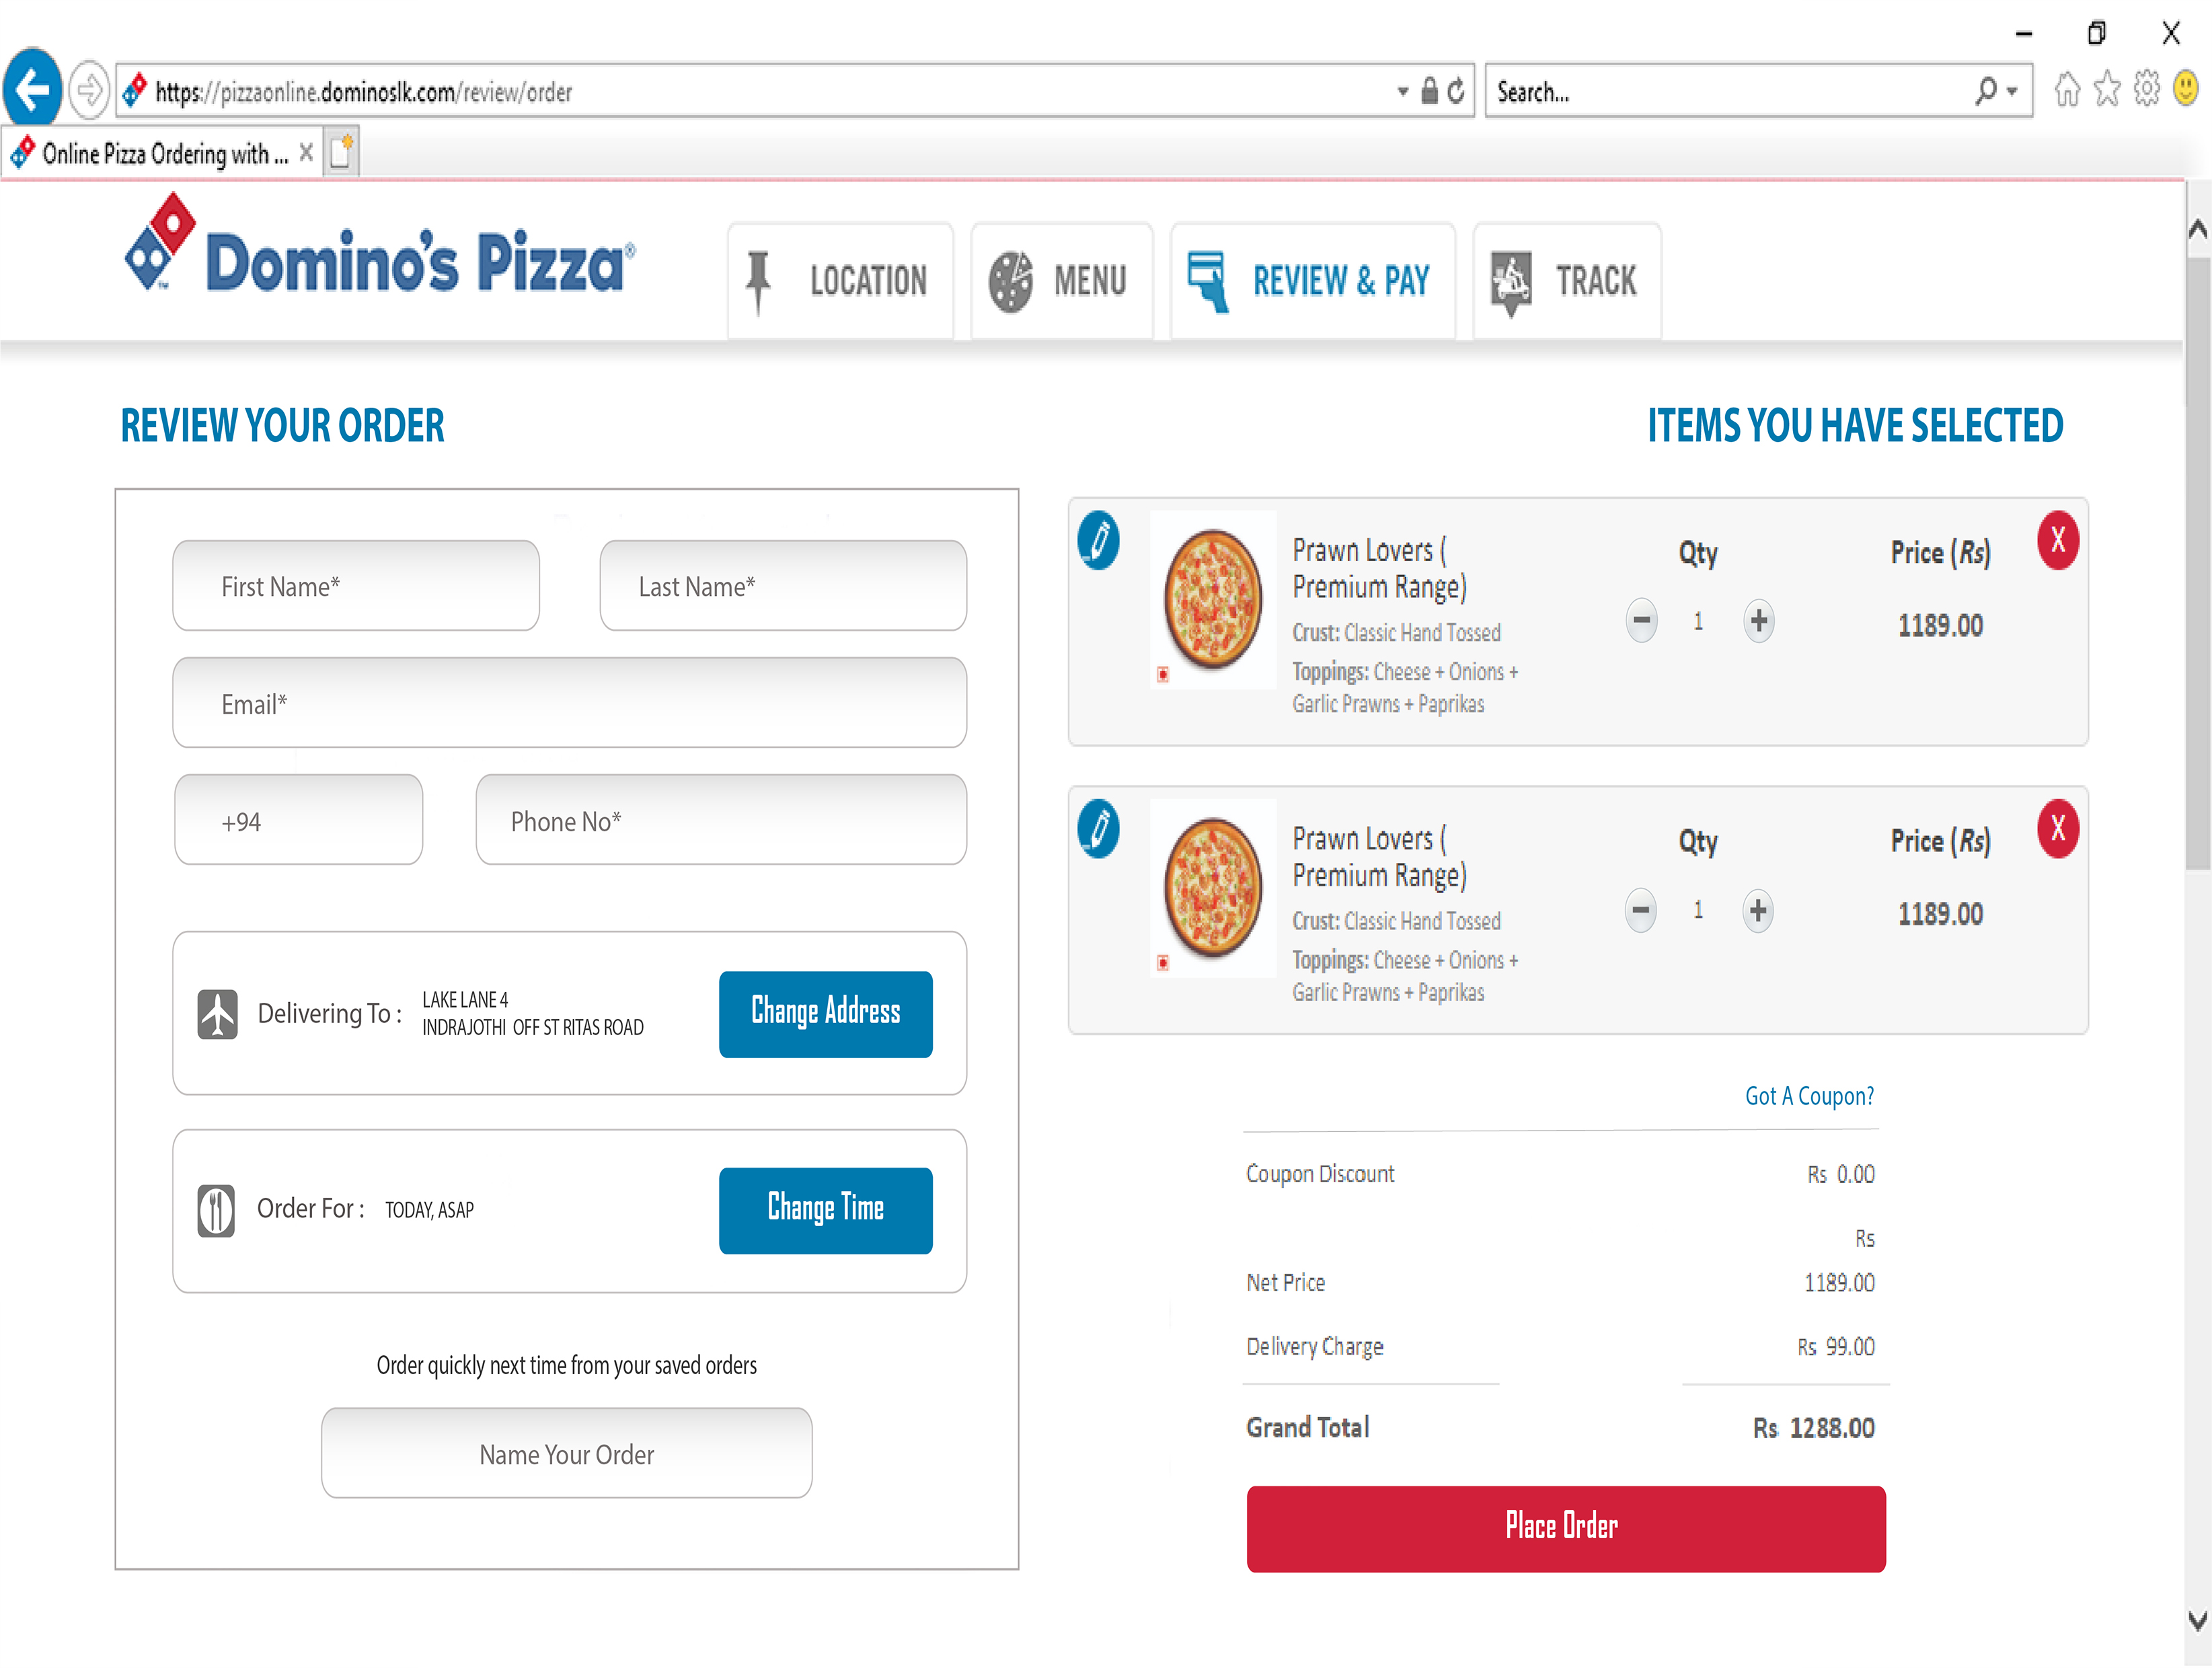 https://pizzaonline.dominoslk.com/review/order
Search...
Online Pizza Ordering with ...
Domino's Pizza®
LOCATION
MENU
REVIEW & PAY
TRACK
REVIEW YOUR ORDER
First Name*
Last Name*
Email*
+94
Phone No*
Delivering To :
LAKE LANE 4
INDRAJOTHI OFF ST RITAS ROAD
Change Address
Order For :
TODAY, ASAP
Change Time
Order quickly next time from your saved orders
Name Your Order
ITEMS YOU HAVE SELECTED
Prawn Lovers (
Premium Range)
Crust: Classic Hand Tossed
Toppings: Cheese + Onions +
Garlic Prawns + Paprikas
Qty
1
Price (Rs)
1189.00
X
Prawn Lovers (
Premium Range)
Crust: Classic Hand Tossed
Toppings: Cheese + Onions +
Garlic Prawns + Paprikas
Qty
1
Price (Rs)
1189.00
X
Got A Coupon?
Coupon Discount Rs 0.00
Rs
Net Price 1189.00
Delivery Charge Rs 99.00
Grand Total Rs 1288.00
Place Order